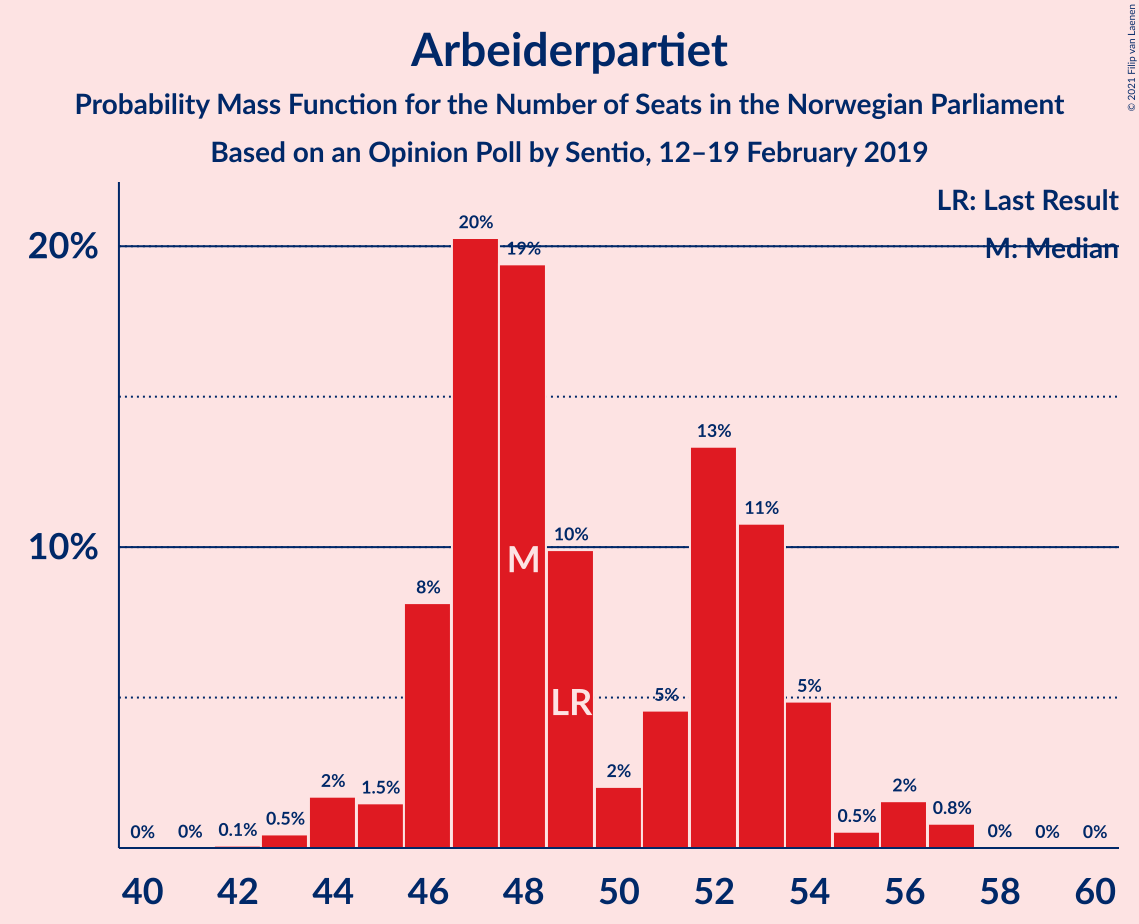 Arbeiderpartiet
Probability Mass Function for the Number of Seats in the Norwegian Parliament
Based on an Opinion Poll by Sentio, 12–19 February 2019
© 2021 Filip van Laenen
LR: Last Result
M: Median
20%
10%
0%
0%
0.1%
0.5%
2%
1.5%
8%
20%
19%
10%
2%
5%
13%
11%
5%
0.5%
2%
0.8%
0%
0%
0%
M
LR
40 42 44 46 48 50 52 54 56 58 60